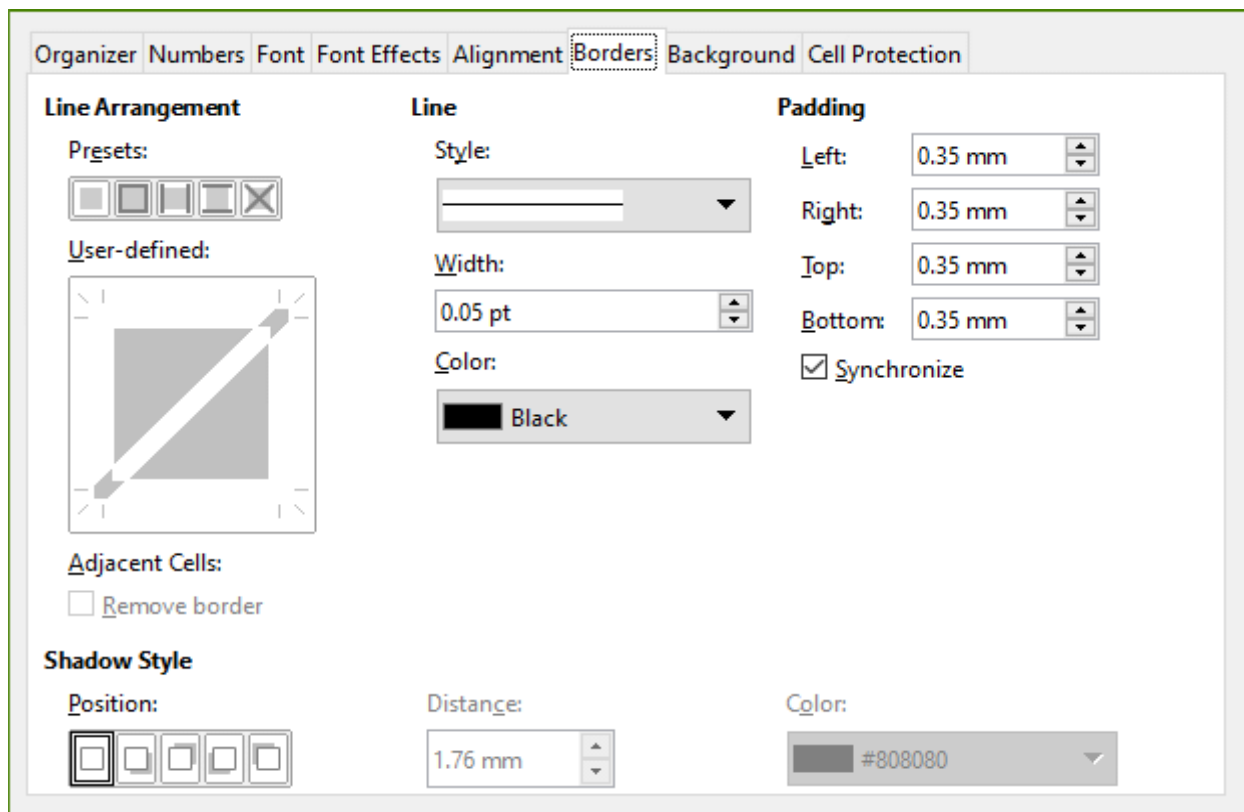 Organizer Numbers Font Font Effects Alignment Borders Background Cell Protection
Line Arrangement
Presets:
User-defined:
Adjacent Cells:
Remove border
Line
Style:
Width:
0.05 pt
Color:
Black
Padding
Left: 0.35 mm
Right: 0.35 mm
Top: 0.35 mm
Bottom: 0.35 mm
Synchronize
Shadow Style
Position:
Distance:
1.76 mm
Color:
#808080